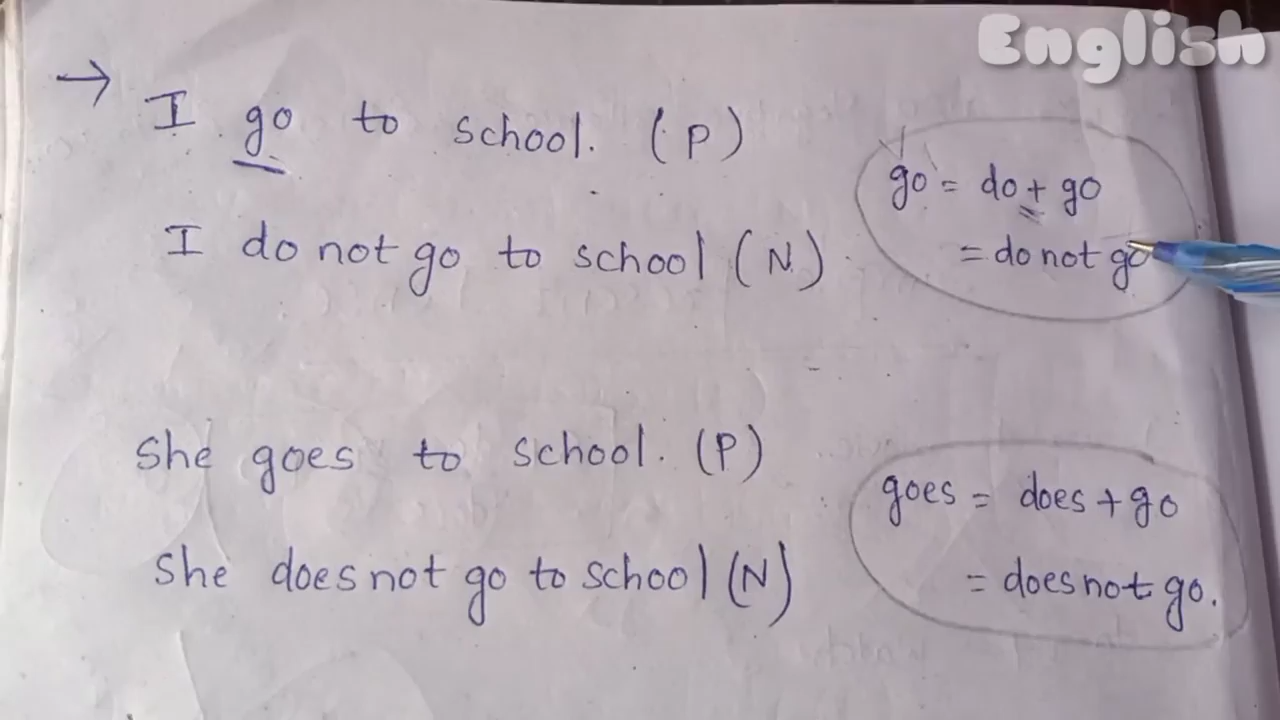 English
→ I go to school. (P)
go = do + go
I do not go to school (N)
= do not go
She goes to school. (P)
goes = does + go
She does not go to school (N)
= does not go.